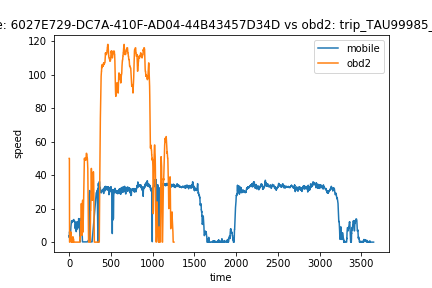 e: 6027E729-DC7A-410F-AD04-44B43457D34D vs obd2: trip_TAU99985_
mobile
obd2
120
100
80
60
40
20
0
speed
0 500 1000 1500 2000 2500 3000 3500
time